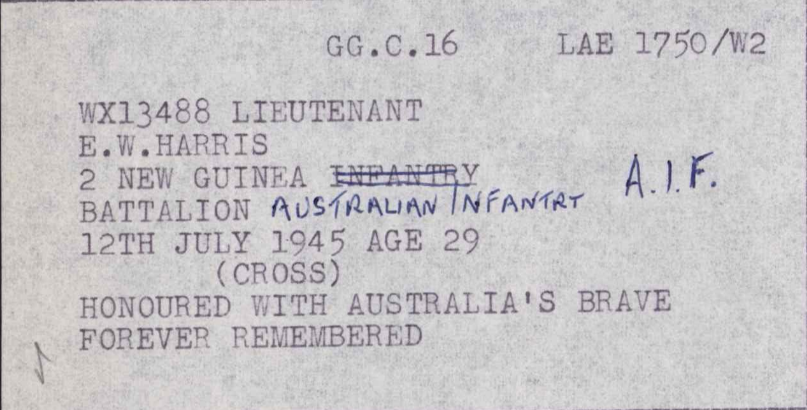 GG.C.16 LAE 1750/W2
WX13488 LIEUTENANT
E.W.HARRIS
2 NEW GUINEA INFANTRY A.I.F.
BATTALION AUSTRALIAN INFANTRY
12TH JULY 1945 AGE 29
(CROSS)
HONOURED WITH AUSTRALIA'S BRAVE
FOREVER REMEMBERED